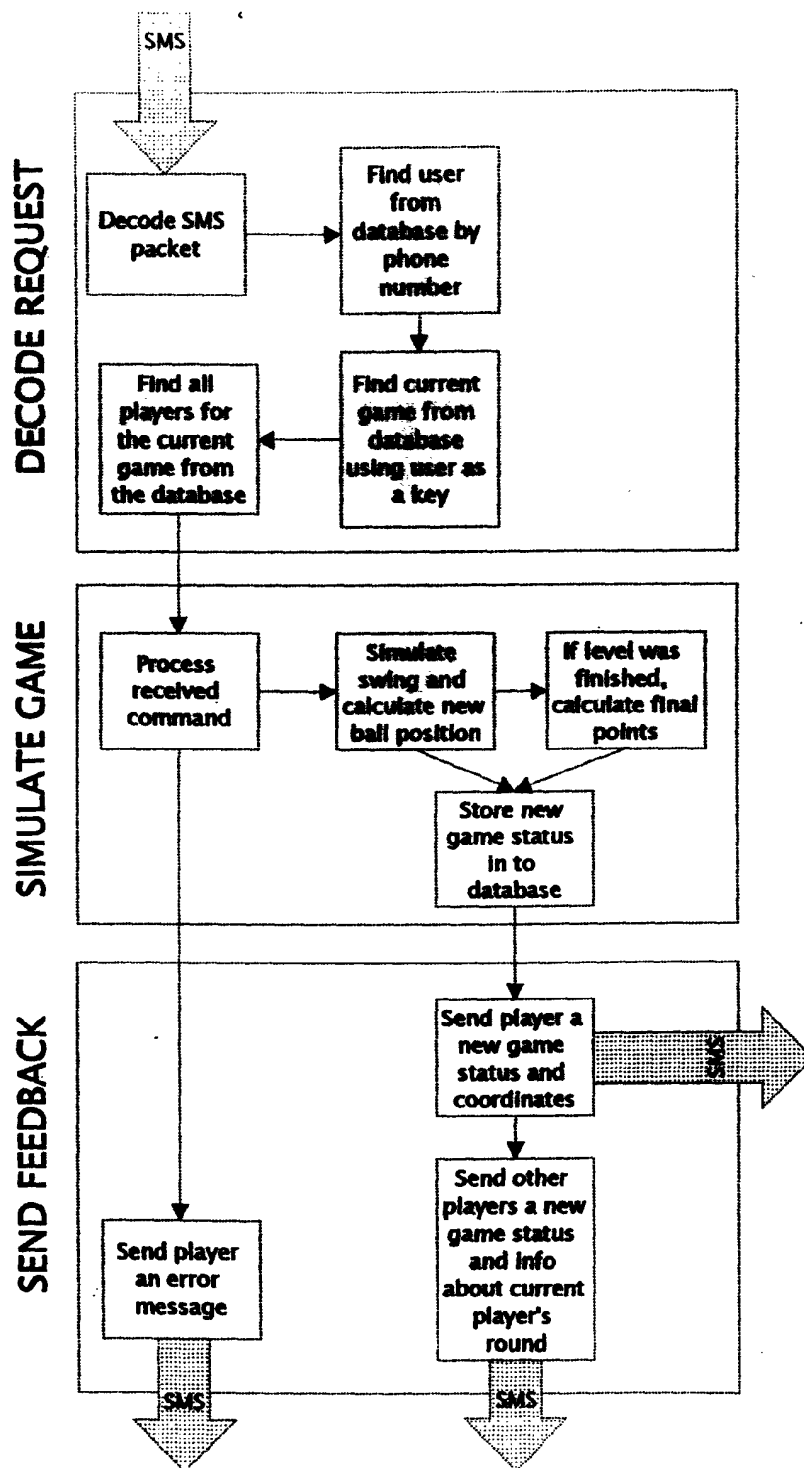 SMS
DECODE REQUEST
Decode SMS
packet
Find user
from
database by
phone
number
Find all
players for
the current
game from
the database
Find current
game from
database
using user as
a key
SIMULATE GAME
Process
received
command
Simulate
swing and
calculate new
ball position
If level was
finished,
calculate final
points
Store new
game status
in to
database
SEND FEEDBACK
Send player a
new game
status and
coordinates
SMS
Send player
an error
message
Send other
players a new
game status
and info
about current
player's
round
SMS
SMS